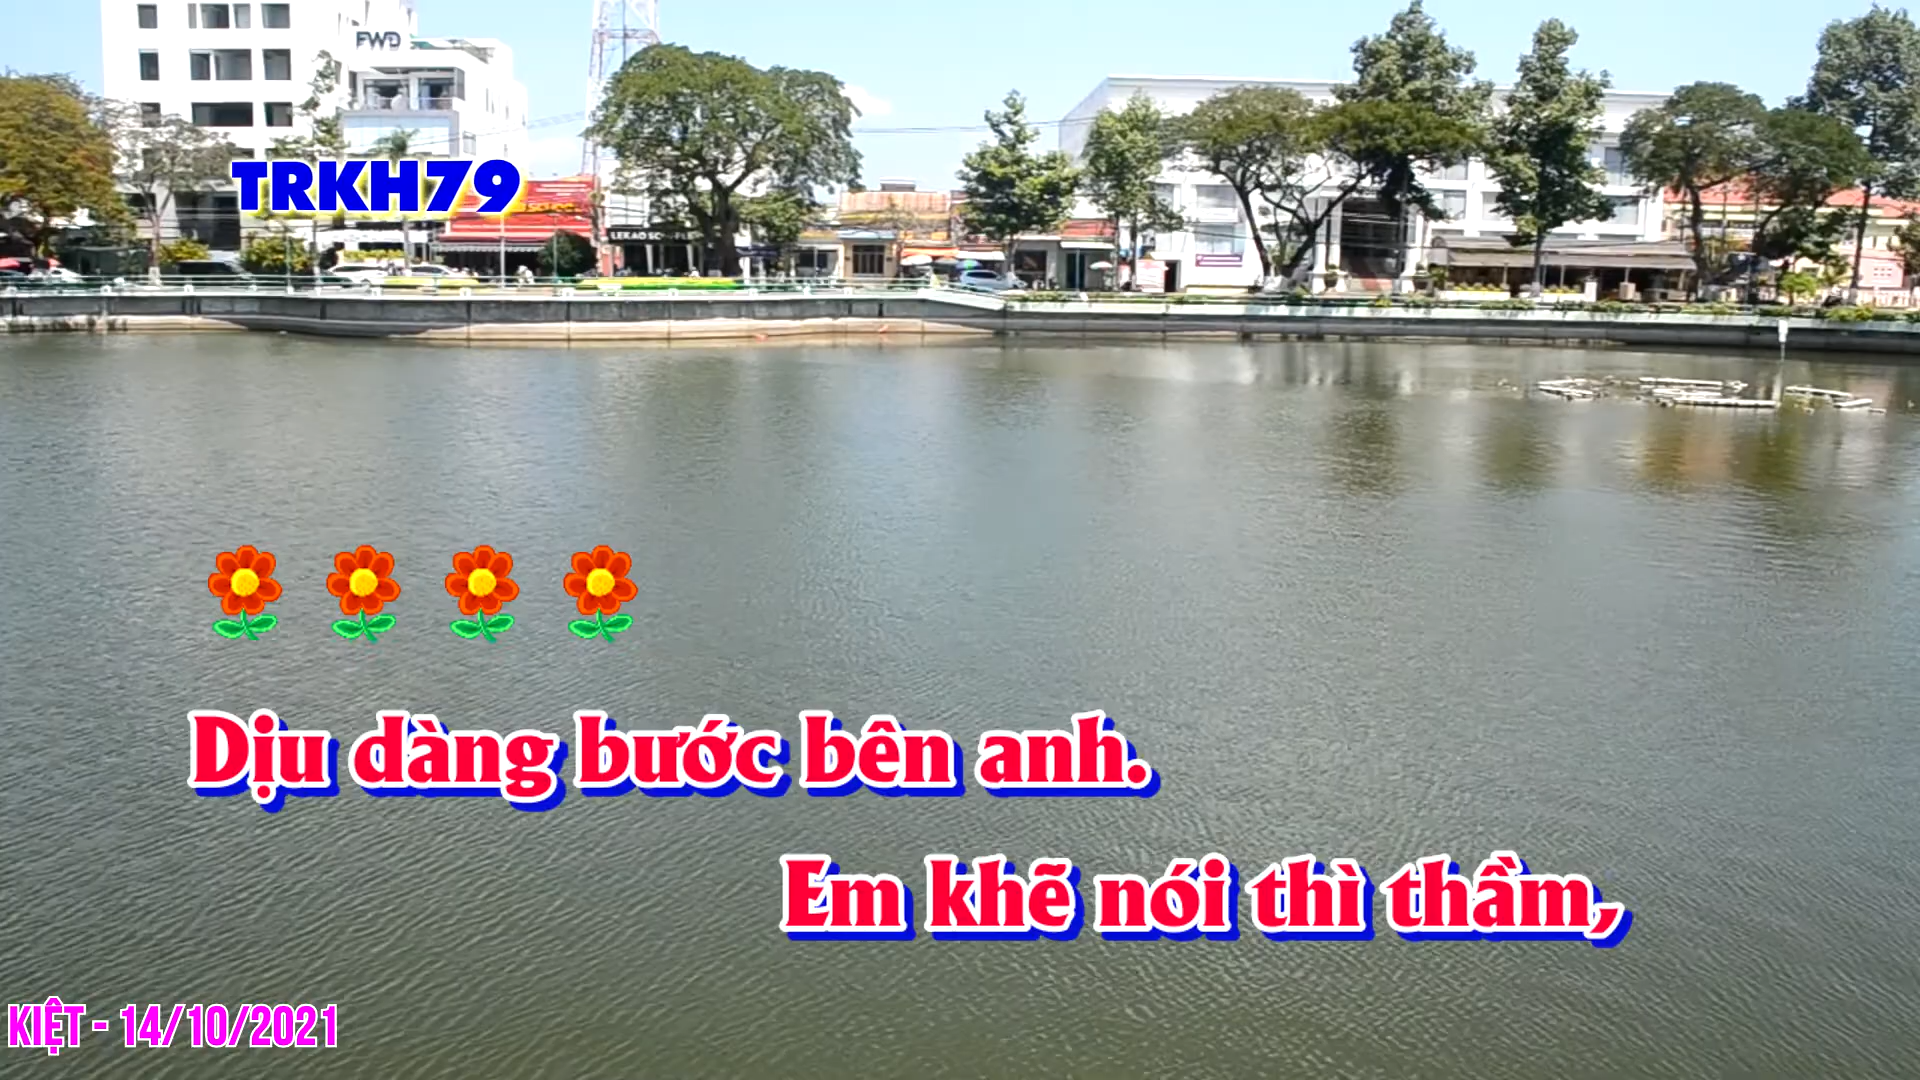 FWD
TRKH79
Dịu dàng bước bên anh.
Em khẽ nói thì thầm,
KIỆT - 14/10/2021